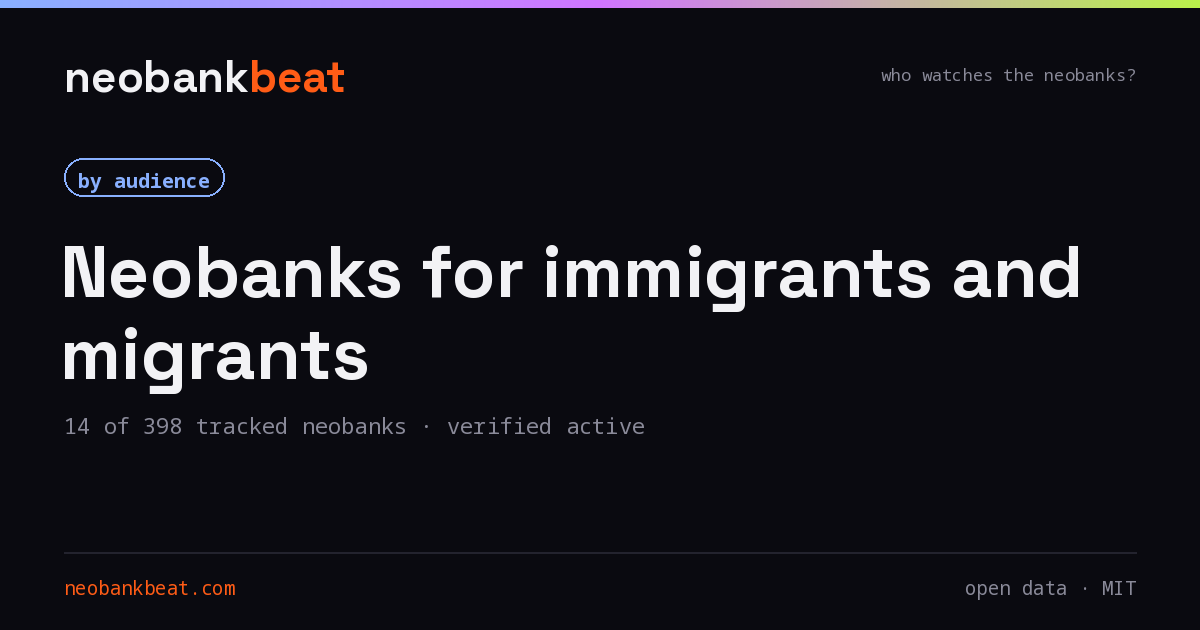 neobankbeat
who watches the neobanks?
by audience
Neobanks for immigrants and
migrants
14 of 398 tracked neobanks · verified active
neobankbeat.com
open data · MIT